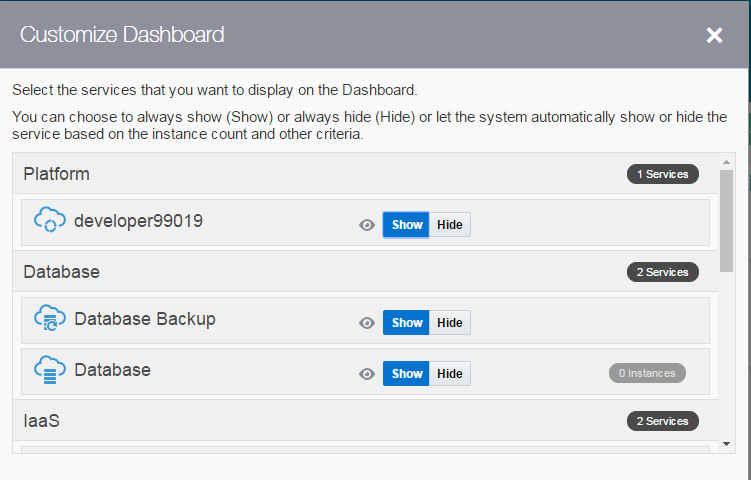 Customize Dashboard
Select the services that you want to display on the Dashboard.
You can choose to always show (Show) or always hide (Hide) or let the system automatically show or hide the
service based on the instance count and other criteria.
Platform 1 Services
developer99019 Show Hide
Database 2 Services
Database Backup Show Hide
Database Show Hide 0 Instances
IaaS 2 Services